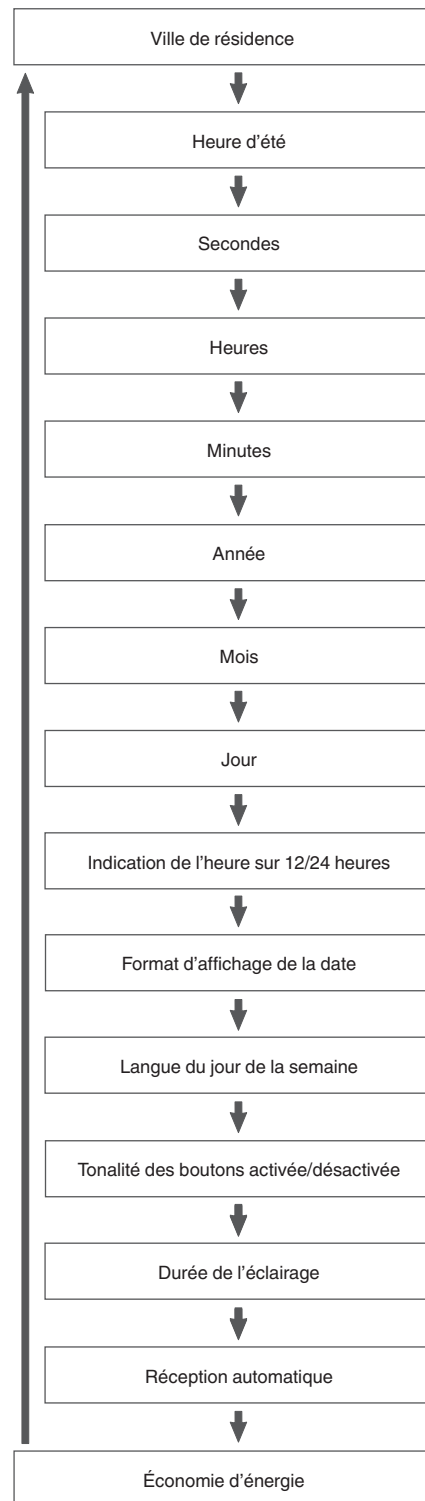 Ville de résidence
Heure d’été
Secondes
Heures
Minutes
Année
Mois
Jour
Indication de l’heure sur 12/24 heures
Format d’affichage de la date
Langue du jour de la semaine
Tonalité des boutons activée/désactivée
Durée de l’éclairage
Réception automatique
Économie d’énergie